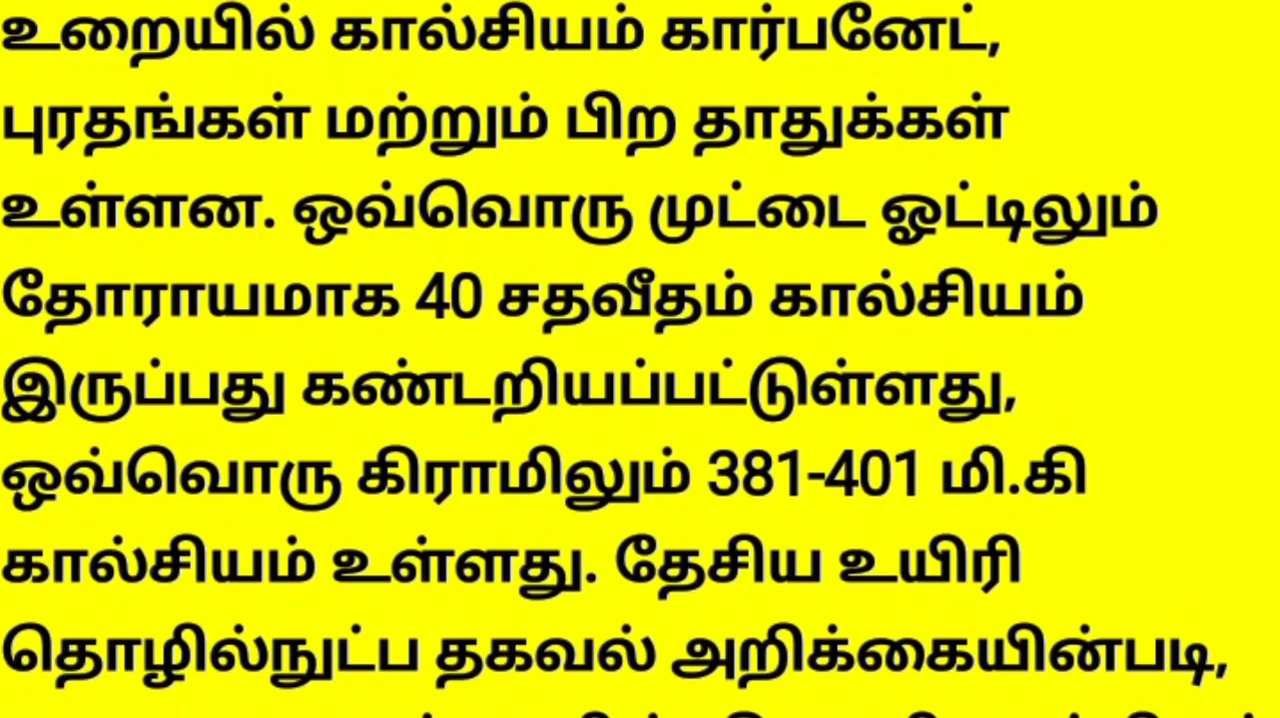 உறையில் கால்சியம் கார்பனேட்,
புரதங்கள் மற்றும் பிற தாதுக்கள்
உள்ளன. ஒவ்வொரு முட்டை ஓட்டிலும்
தோராயமாக 40 சதவீதம் கால்சியம்
இருப்பது கண்டறியப்பட்டுள்ளது,
ஒவ்வொரு கிராமிலும் 381-401 மி.கி
கால்சியம் உள்ளது. தேசிய உயிரி
தொழில்நுட்ப தகவல் அறிக்கையின்படி,